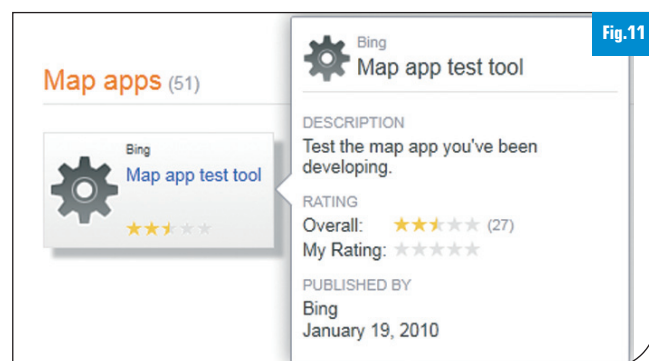 Fig.11
Map apps (51)
Bing
Map app test tool
Bing
Map app test tool
DESCRIPTION
Test the map app you've been
developing.
RATING
Overall: (27)
My Rating:
PUBLISHED BY
Bing
January 19, 2010